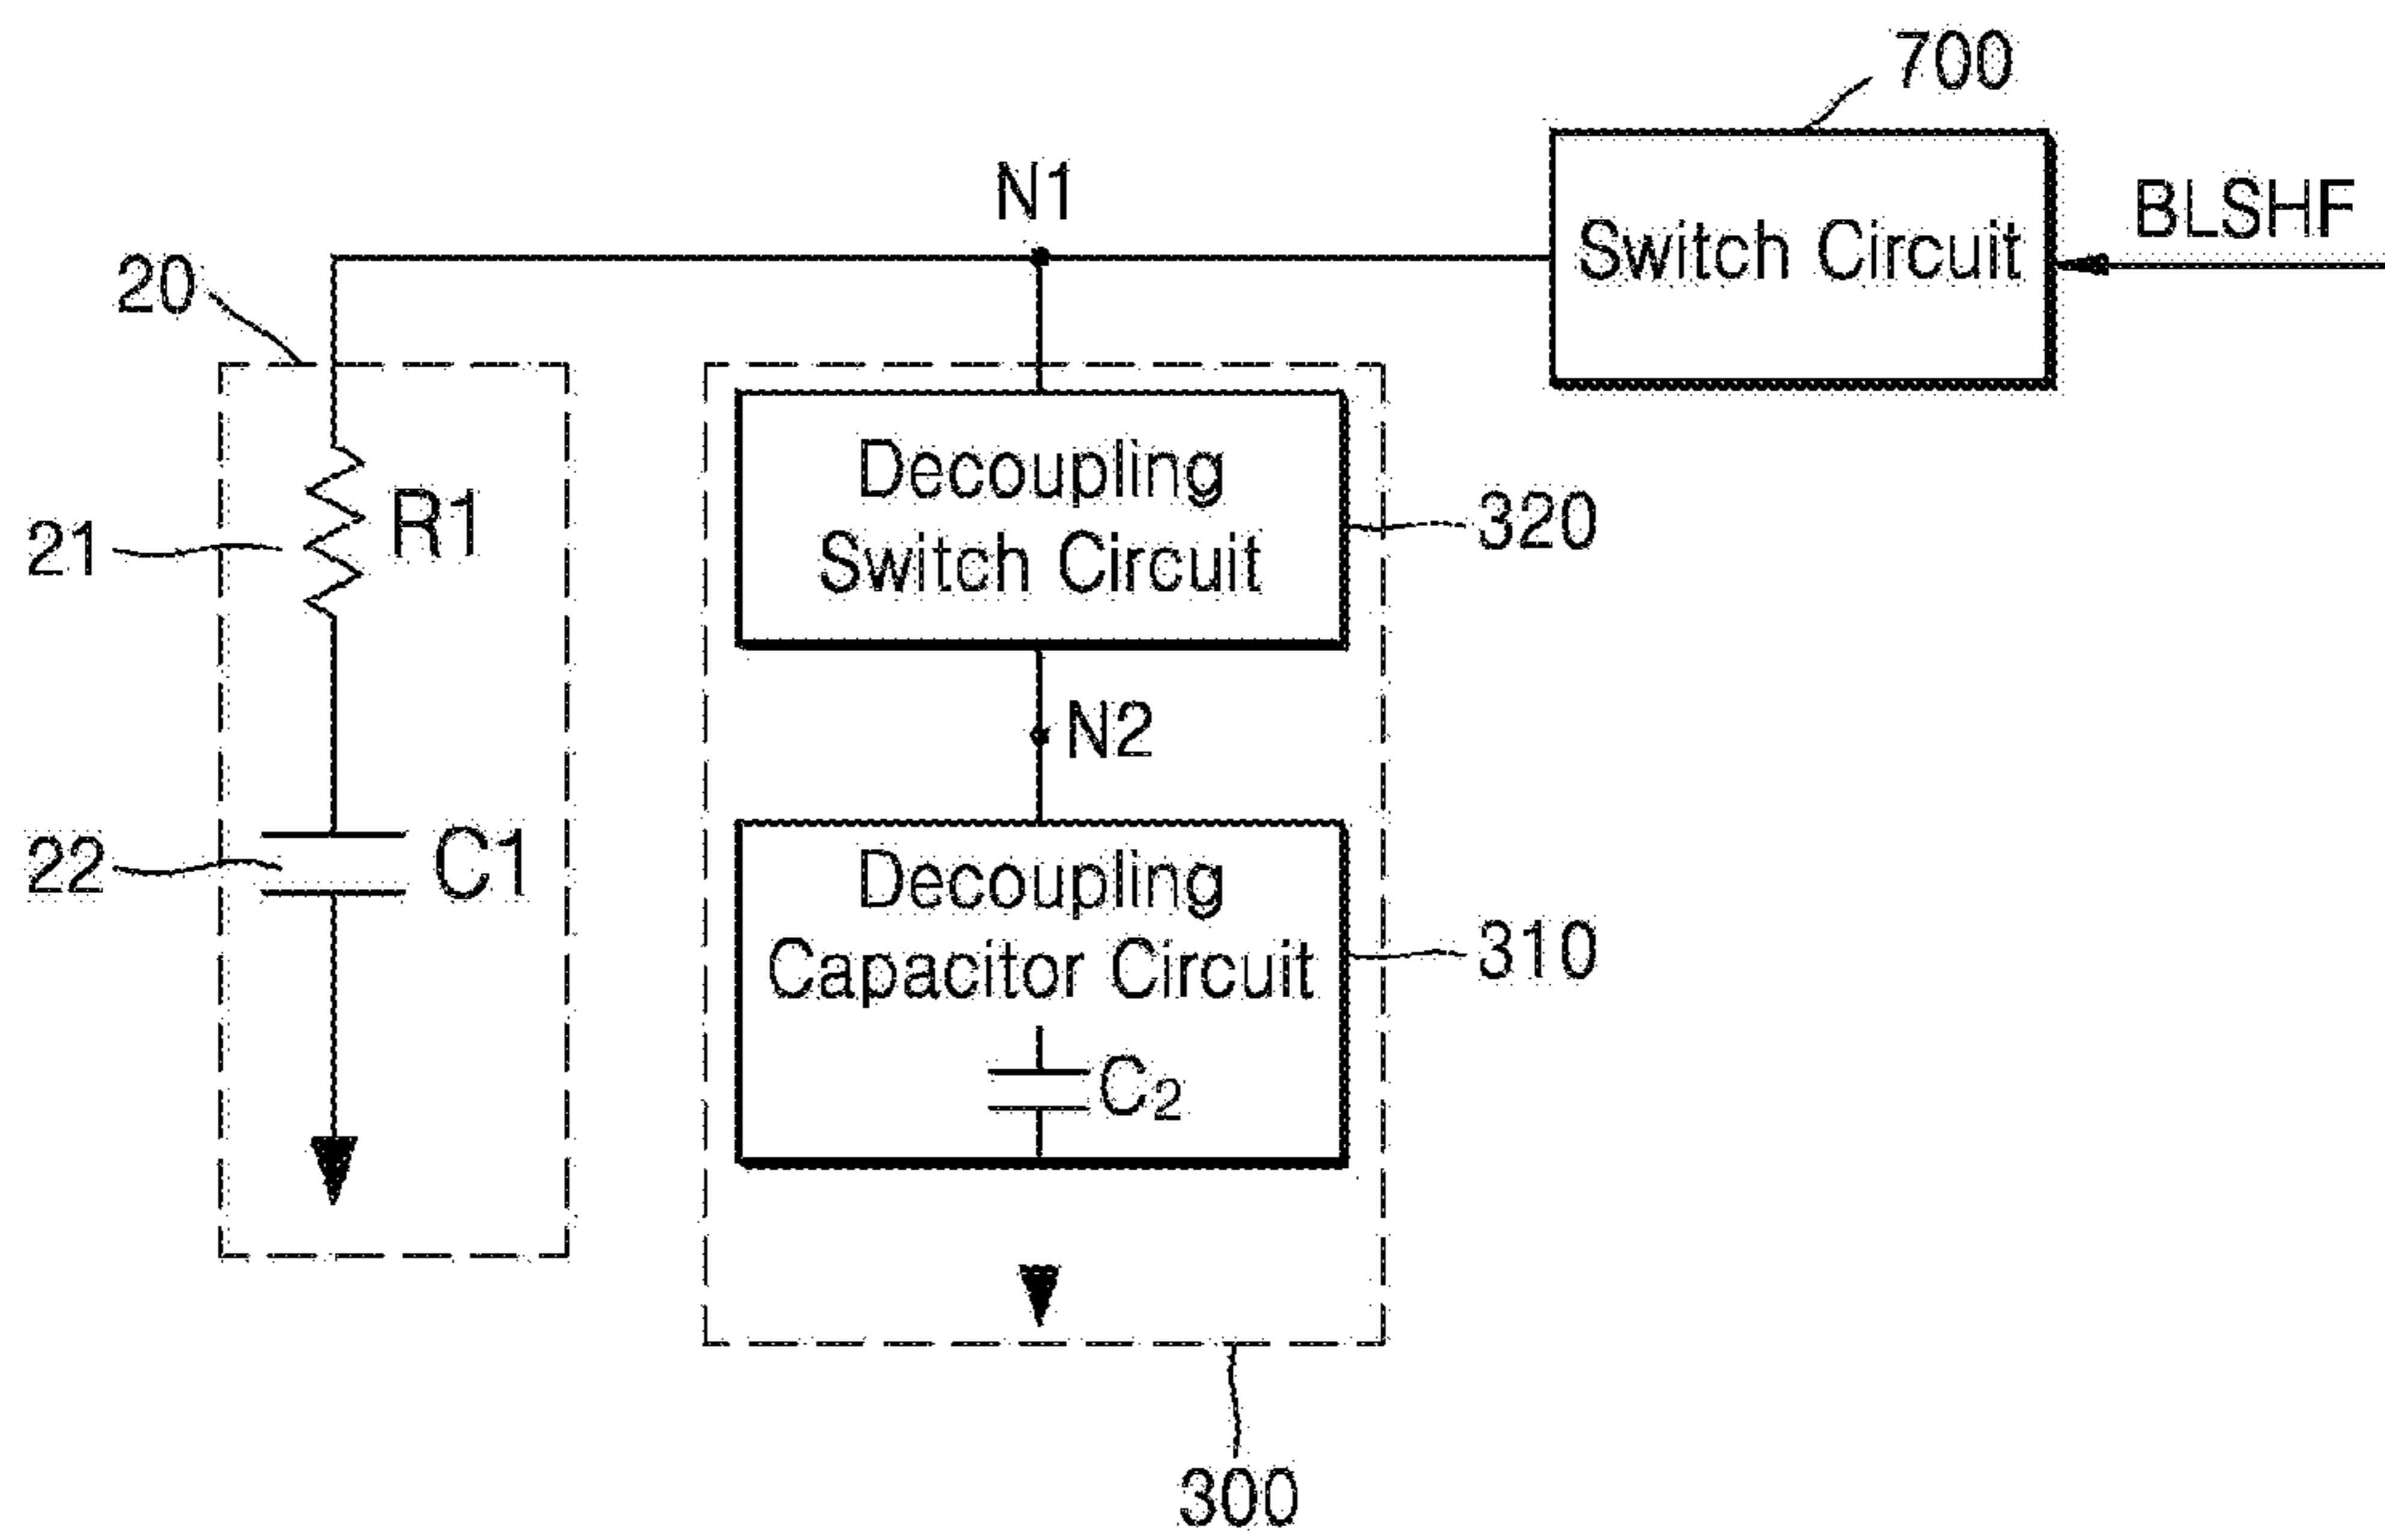 700
N1
Switch Circuit
BLSHF
20
Decoupling
Switch Circuit
320
21
R1
N2
22
C1
Decoupling
Capacitor Circuit
310
C2
300